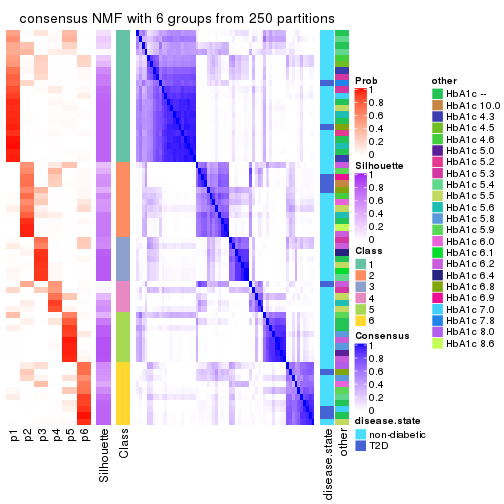 consensus NMF with 6 groups from 250 partitions
p1
p2
p3
p4
p5
p6
Silhouette
Class
disease.state
other
Prob
1
0.8
0.6
0.4
0.2
0
Silhouette
1
0.8
0.6
0.4
0.2
0
Class
1
2
3
4
5
6
Consensus
1
0.8
0.6
0.4
0.2
0
disease.state
non-diabetic
T2D
other
HbA1c --
HbA1c 10.0
HbA1c 4.3
HbA1c 4.5
HbA1c 4.6
HbA1c 5.0
HbA1c 5.2
HbA1c 5.3
HbA1c 5.4
HbA1c 5.5
HbA1c 5.6
HbA1c 5.8
HbA1c 5.9
HbA1c 6.0
HbA1c 6.1
HbA1c 6.2
HbA1c 6.4
HbA1c 6.8
HbA1c 6.9
HbA1c 7.0
HbA1c 7.8
HbA1c 8.0
HbA1c 8.6